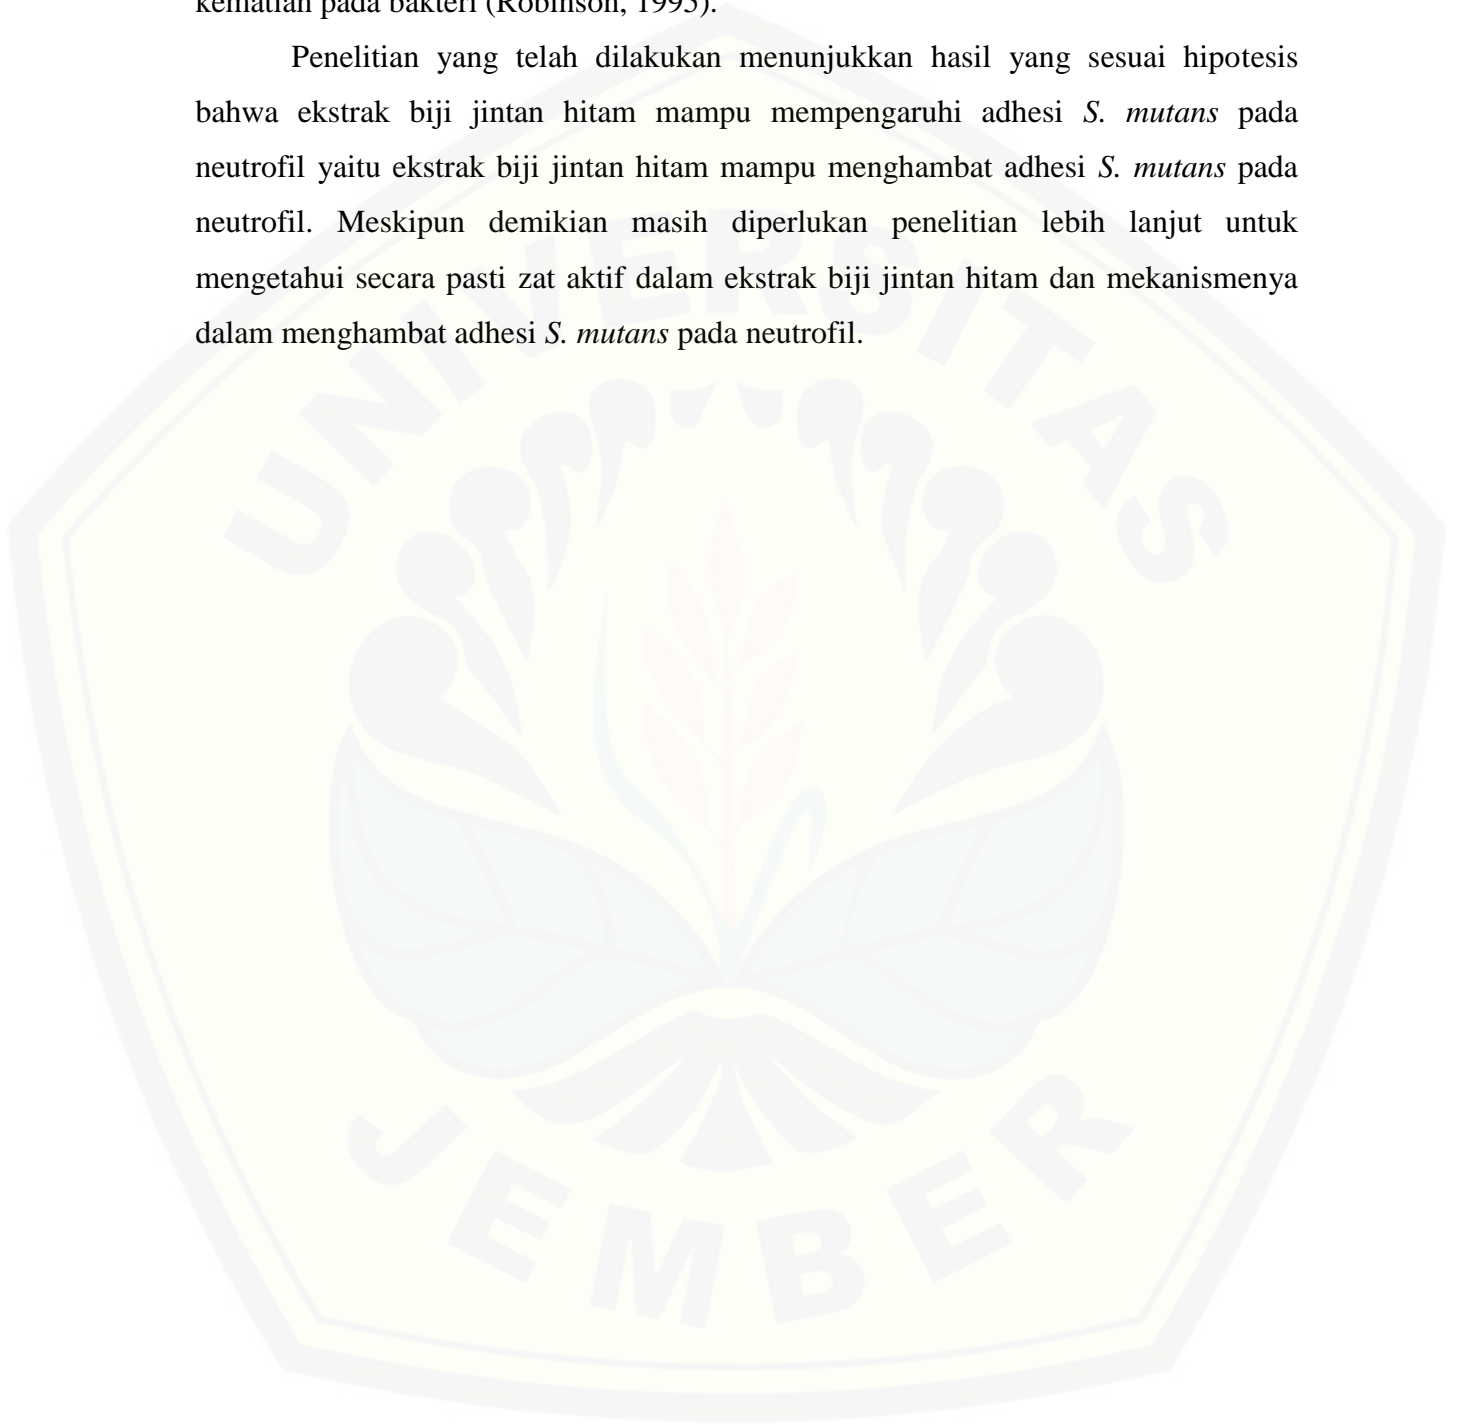 kematian pada bakteri (Robinson, 1995).
Penelitian yang telah dilakukan menunjukkan hasil yang sesuai hipotesis
bahwa ekstrak biji jintan hitam mampu mempengaruhi adhesi S. mutans pada
neutrofil yaitu ekstrak biji jintan hitam mampu menghambat adhesi S. mutans pada
neutrofil. Meskipun demikian masih diperlukan penelitian lebih lanjut untuk
mengetahui secara pasti zat aktif dalam ekstrak biji jintan hitam dan mekanismenya
dalam menghambat adhesi S. mutans pada neutrofil.
UNIVERSITAS
JEMBER